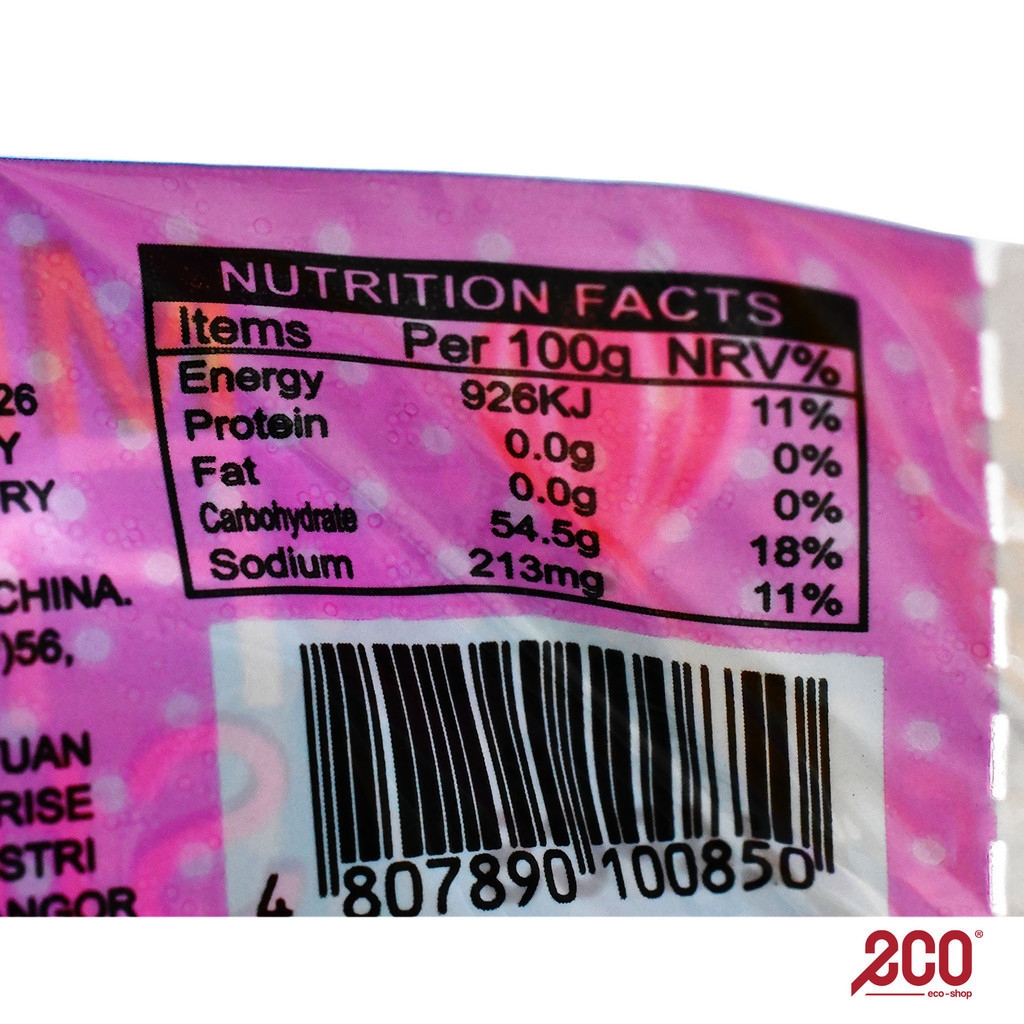 NUTRITION FACTS
Items Per 100g NRV%
Energy 926KJ 11%
Protein 0.0g 0%
Fat 0.0g 0%
Carbohydrate 54.5g 18%
Sodium 213mg 11%
26
Y
RY
CHINA.
)56,
UAN
RISE
STRI
NGOR
4 807890 100850
2CO®
eco-shop